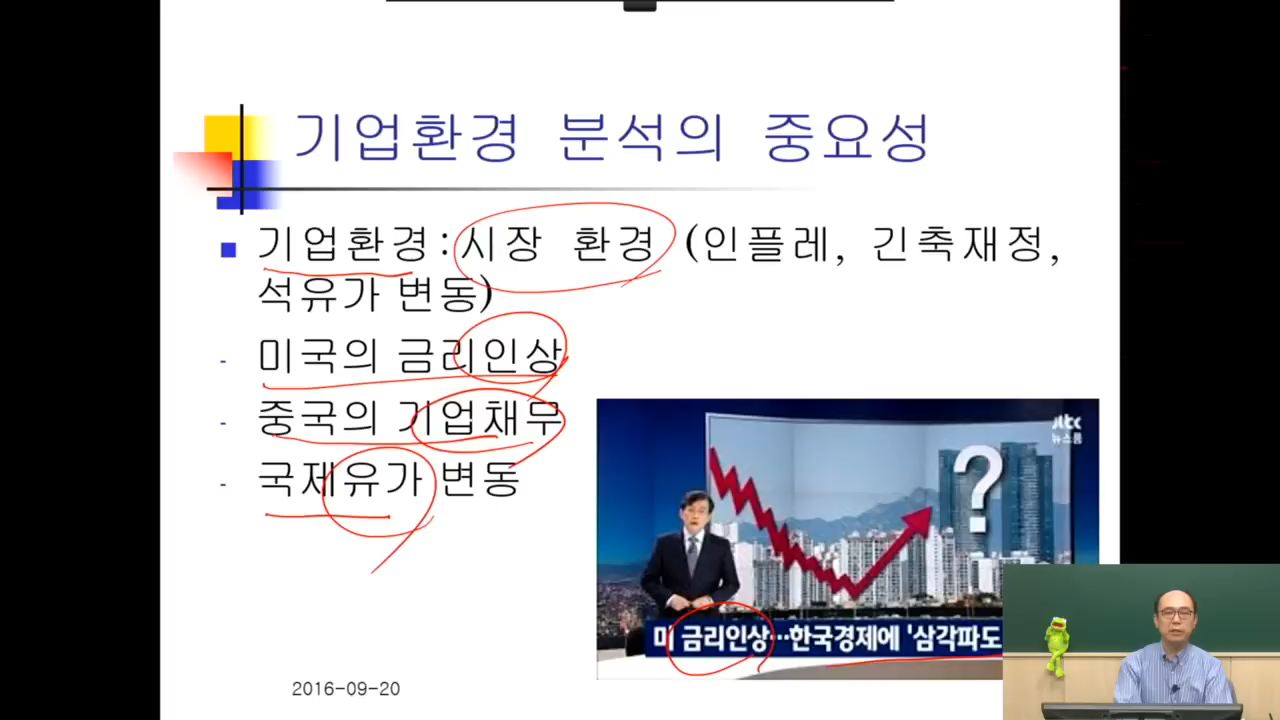 기업환경 분석의 중요성
기업환경:시장 환경 (인플레, 긴축재정,
석유가 변동)
- 미국의 금리인상
- 중국의 기업채무
- 국제유가 변동
jtbc
뉴스룸
?
미 금리인상…한국경제에 '삼각파도
2016-09-20